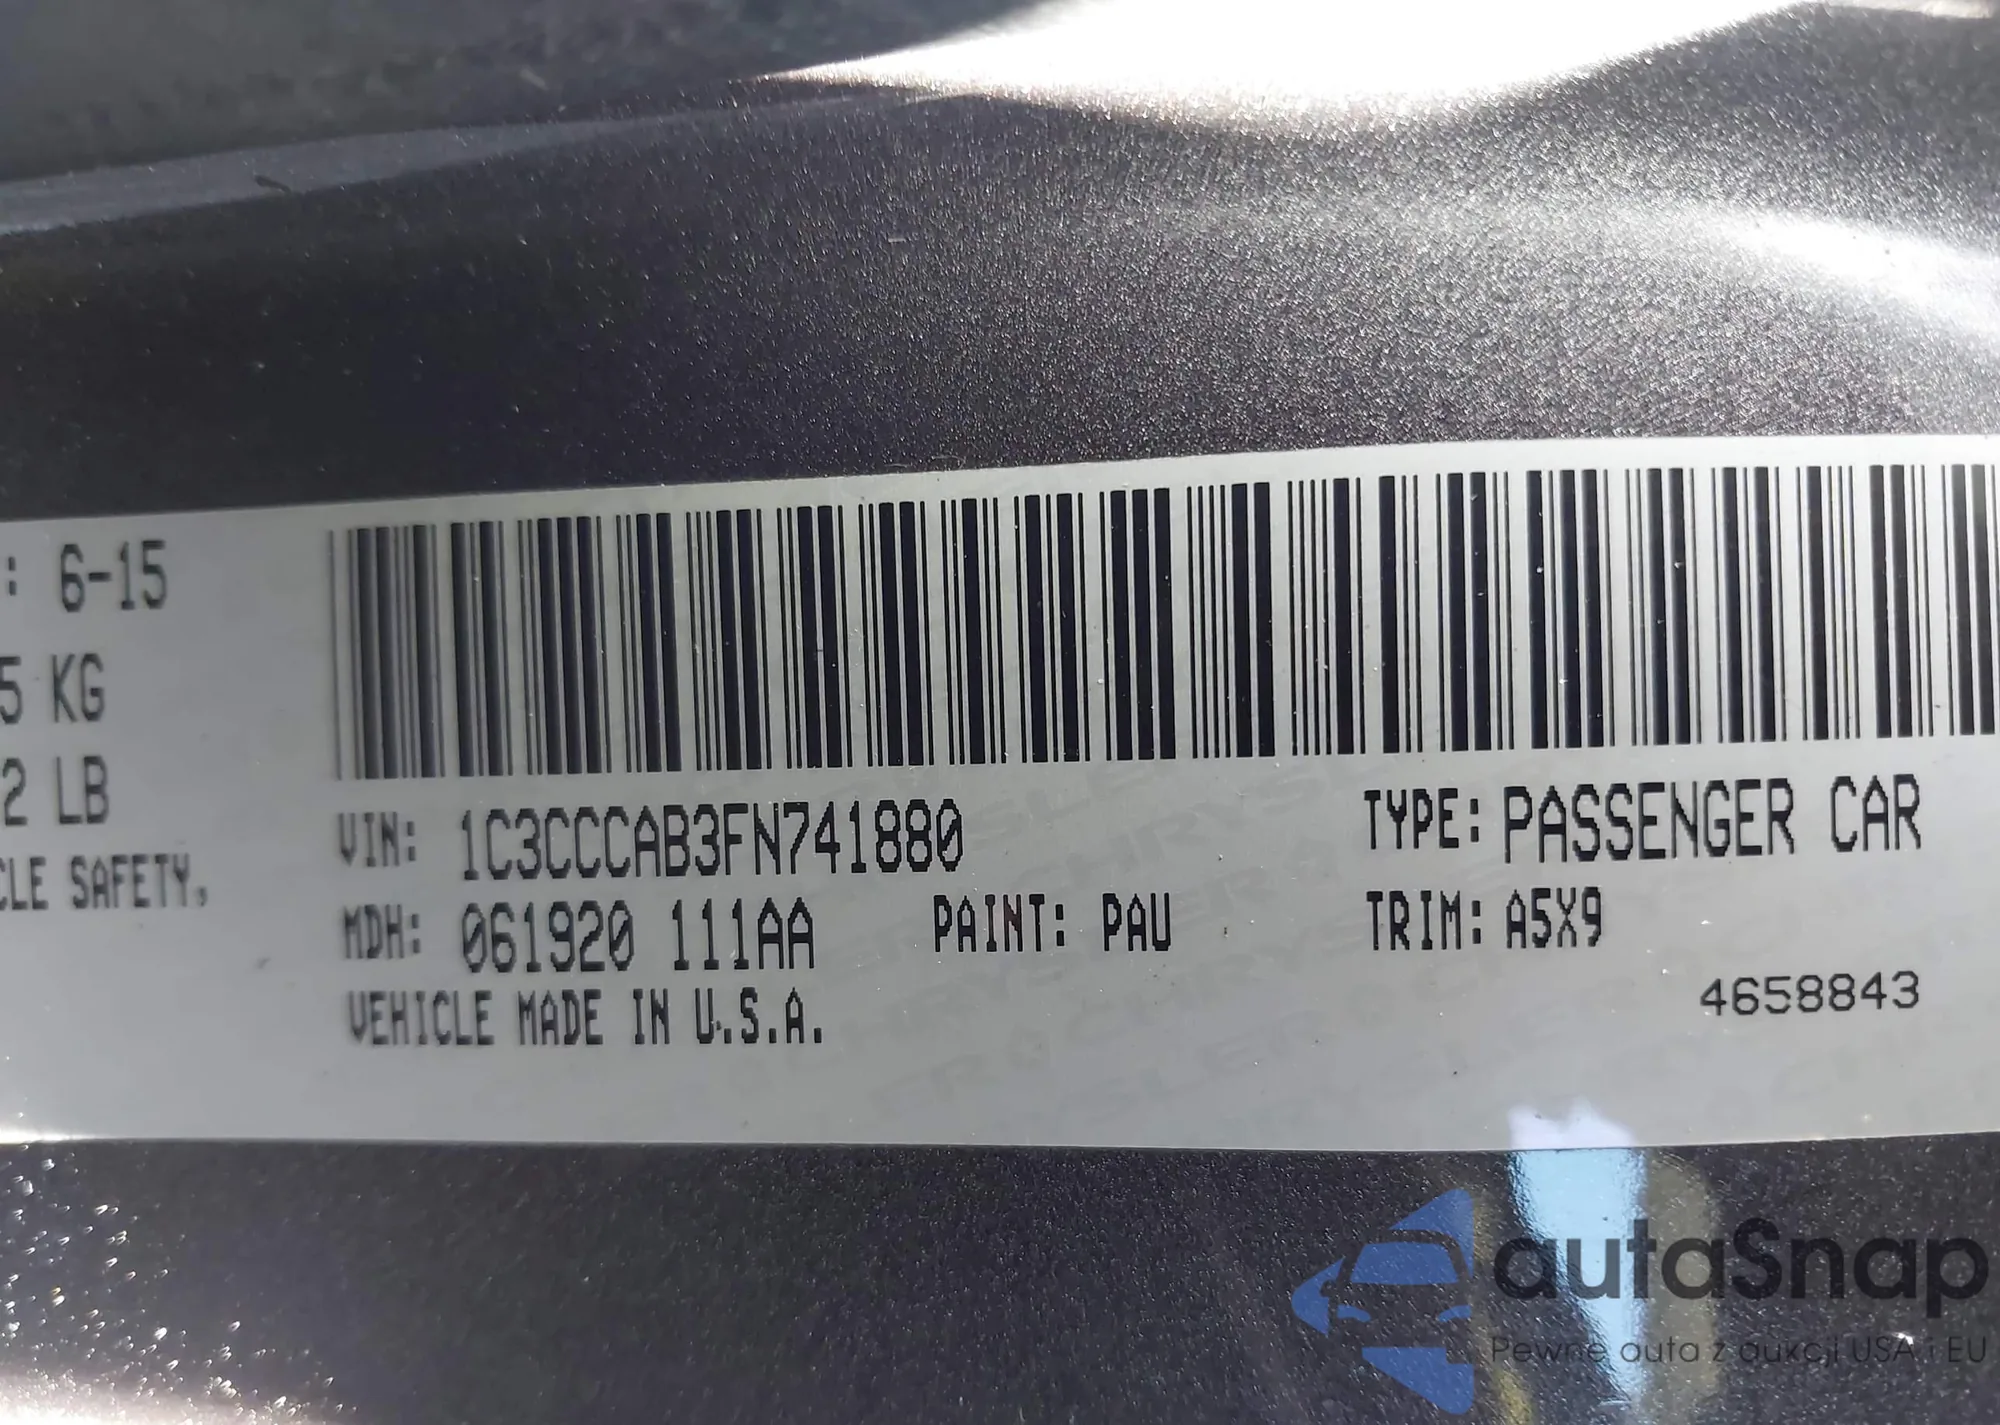 : 6-15
5 KG
2 LB
CLE SAFETY,
VIN: 1C3CCCAB3FN741880
TYPE: PASSENGER CAR
MDH: 061920 111AA
PAINT: PAU
TRIM: A5X9
VEHICLE MADE IN U.S.A.
4658843
autaSnap
Pewne auta z aukcji USA i EU